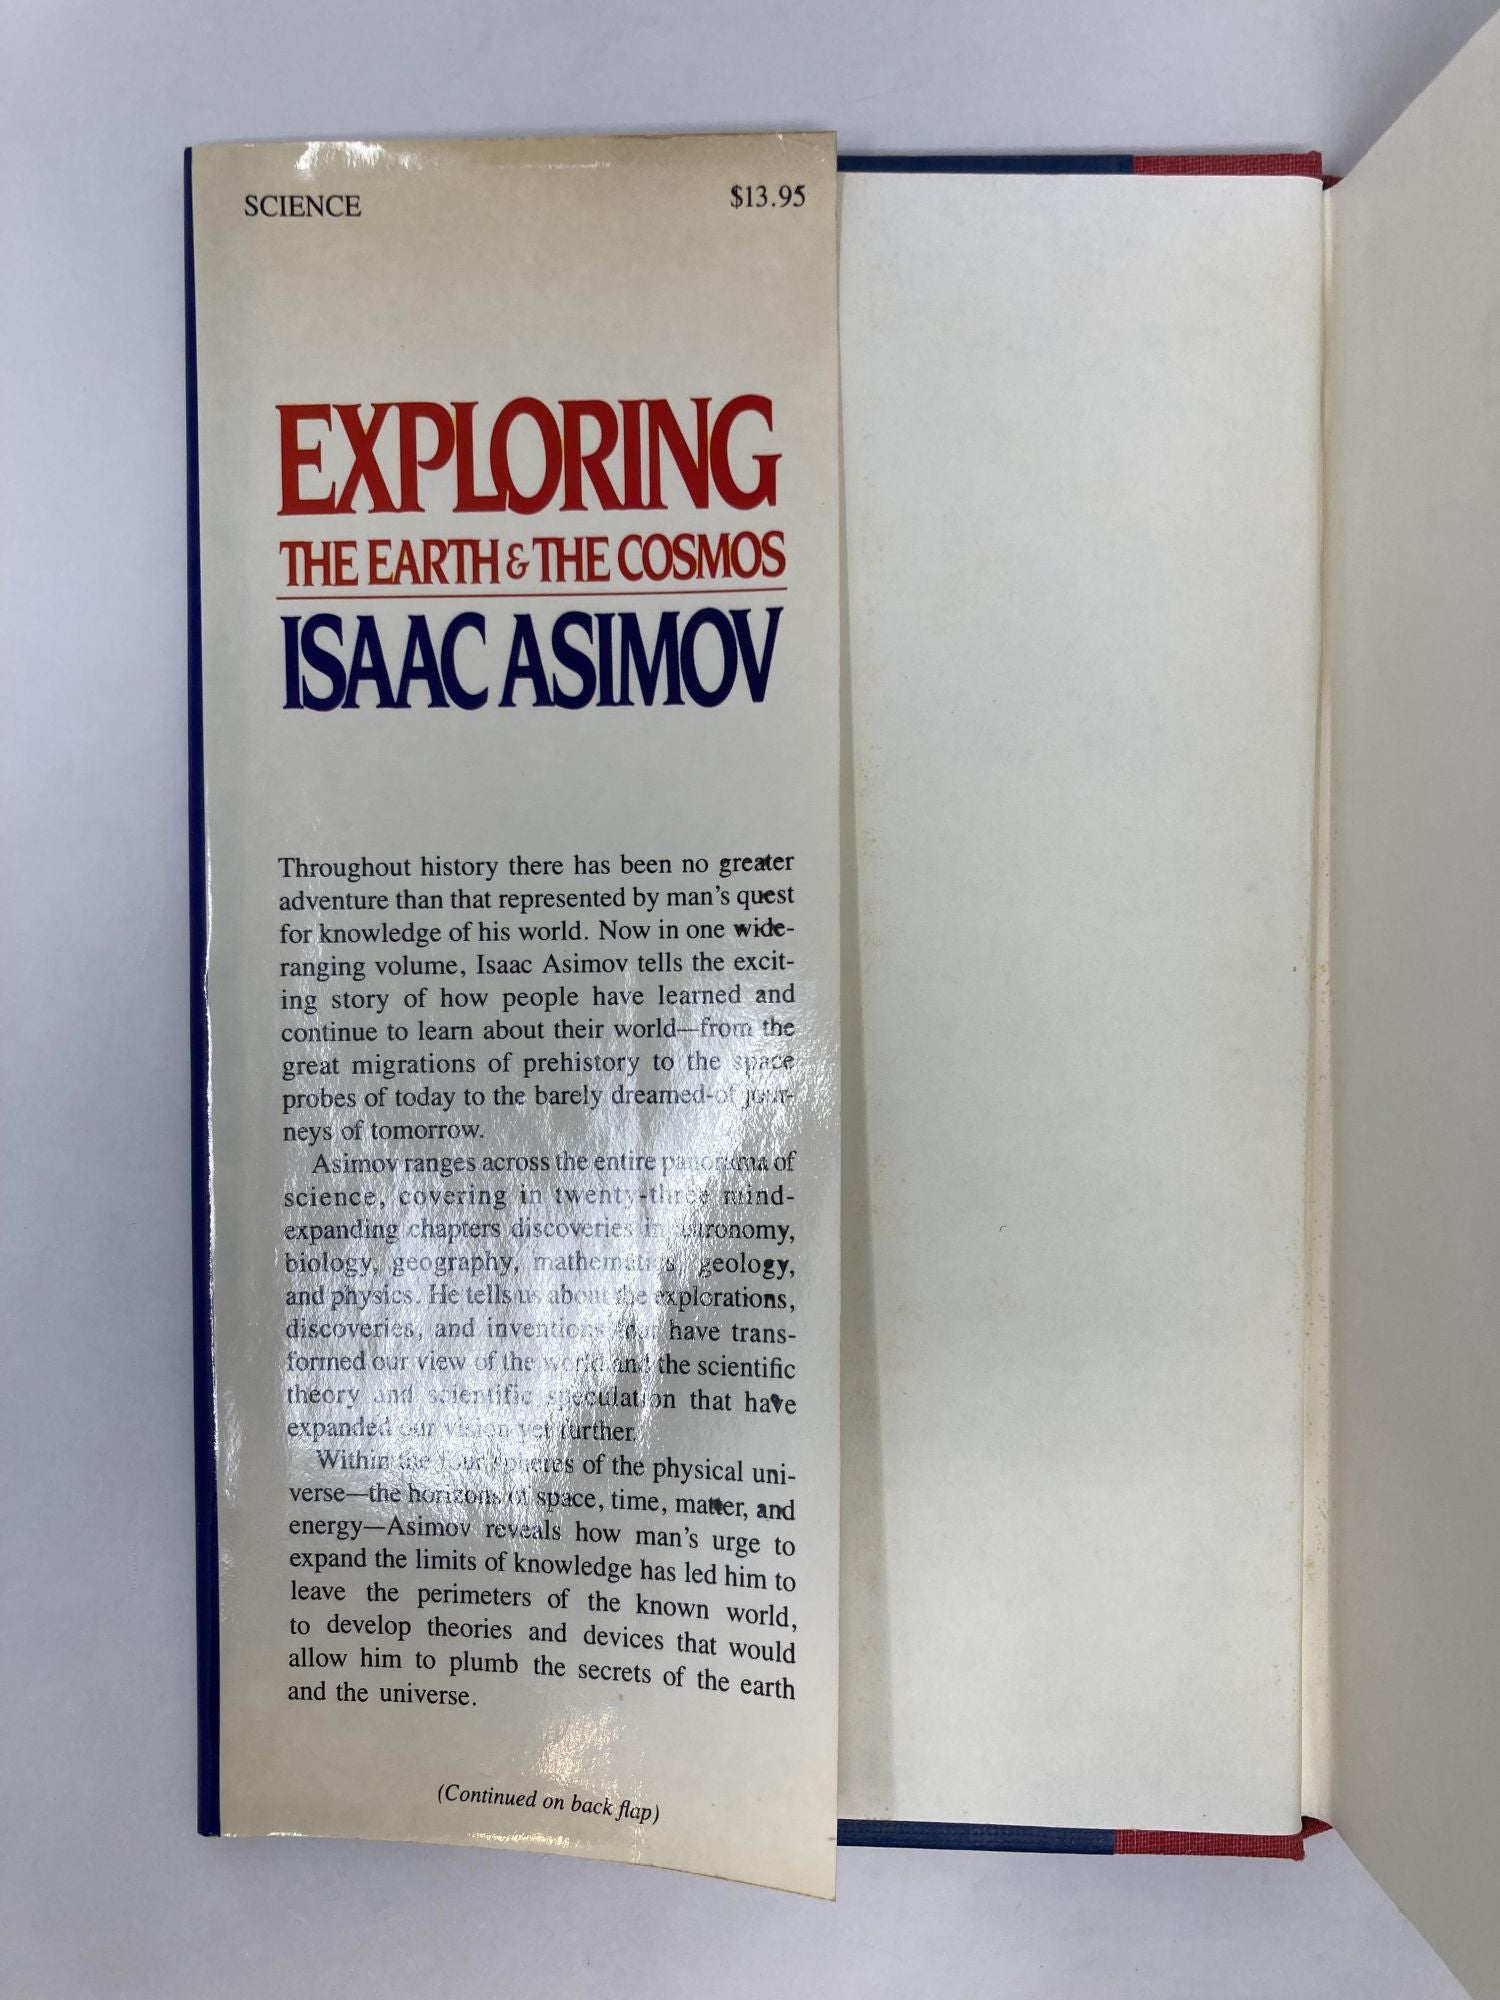 SCIENCE
$13.95
EXPLORING
THE EARTH & THE COSMOS
ISAAC ASIMOV
Throughout history there has been no greater
adventure than that represented by man's quest
for knowledge of his world. Now in one wide-
ranging volume, Isaac Asimov tells the excit-
ing story of how people have learned and
continue to learn about their world—from the
great migrations of prehistory to the space
probes of today to the barely dreamed-of jour-
neys of tomorrow.
Asimov ranges across the entire panorama of
science, covering in twenty-three mind-
expanding chapters discoveries in astronomy,
biology, geography, mathematics, geology,
and physics. He tells us about the explorations,
discoveries, and inventions that have trans-
formed our view of the world and the scientific
theory and scientific speculation that have
expanded our vision yet further.
Within the four spheres of the physical uni-
verse—the horizons of space, time, matter, and
energy—Asimov reveals how man's urge to
expand the limits of knowledge has led him to
leave the perimeters of the known world,
to develop theories and devices that would
allow him to plumb the secrets of the earth
and the universe.
(Continued on back flap)